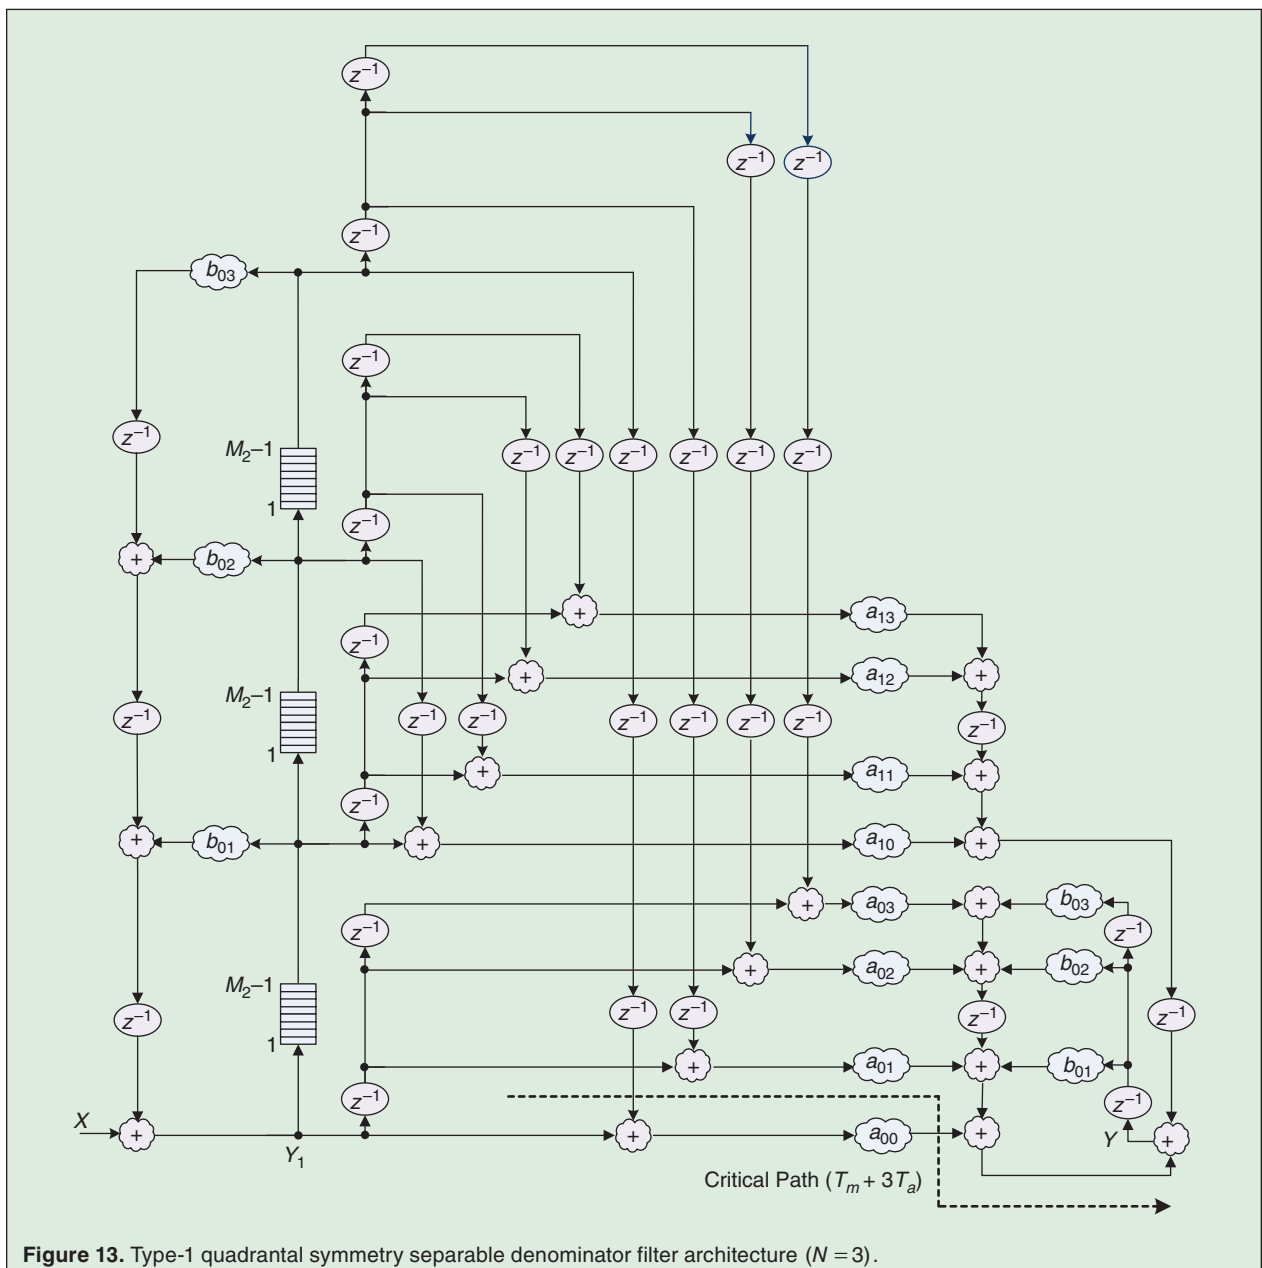 z⁻¹
z⁻¹ z⁻¹
z⁻¹
b₀₃
z⁻¹
z⁻¹
M₂–1
z⁻¹ z⁻¹ z⁻¹ z⁻¹ z⁻¹ z⁻¹
1
z⁻¹
+ b₀₂
+ a₁₃
z⁻¹
+ a₁₂ +
M₂–1
z⁻¹ z⁻¹ z⁻¹ z⁻¹ z⁻¹ z⁻¹ z⁻¹ z⁻¹
1
+ a₁₁ +
z⁻¹
+ b₀₁ + a₁₀ +
+ a₀₃ + b₀₃
z⁻¹ z⁻¹
+ a₀₂ + b₀₂
M₂–1
z⁻¹ z⁻¹ z⁻¹ z⁻¹ z⁻¹
1
+ a₀₁ + b₀₁
z⁻¹ z⁻¹
X + + a₀₀ + Y +
Y₁
Critical Path (Tₘ + 3Tₐ)
Figure 13. Type-1 quadrantal symmetry separable denominator filter architecture (N = 3).